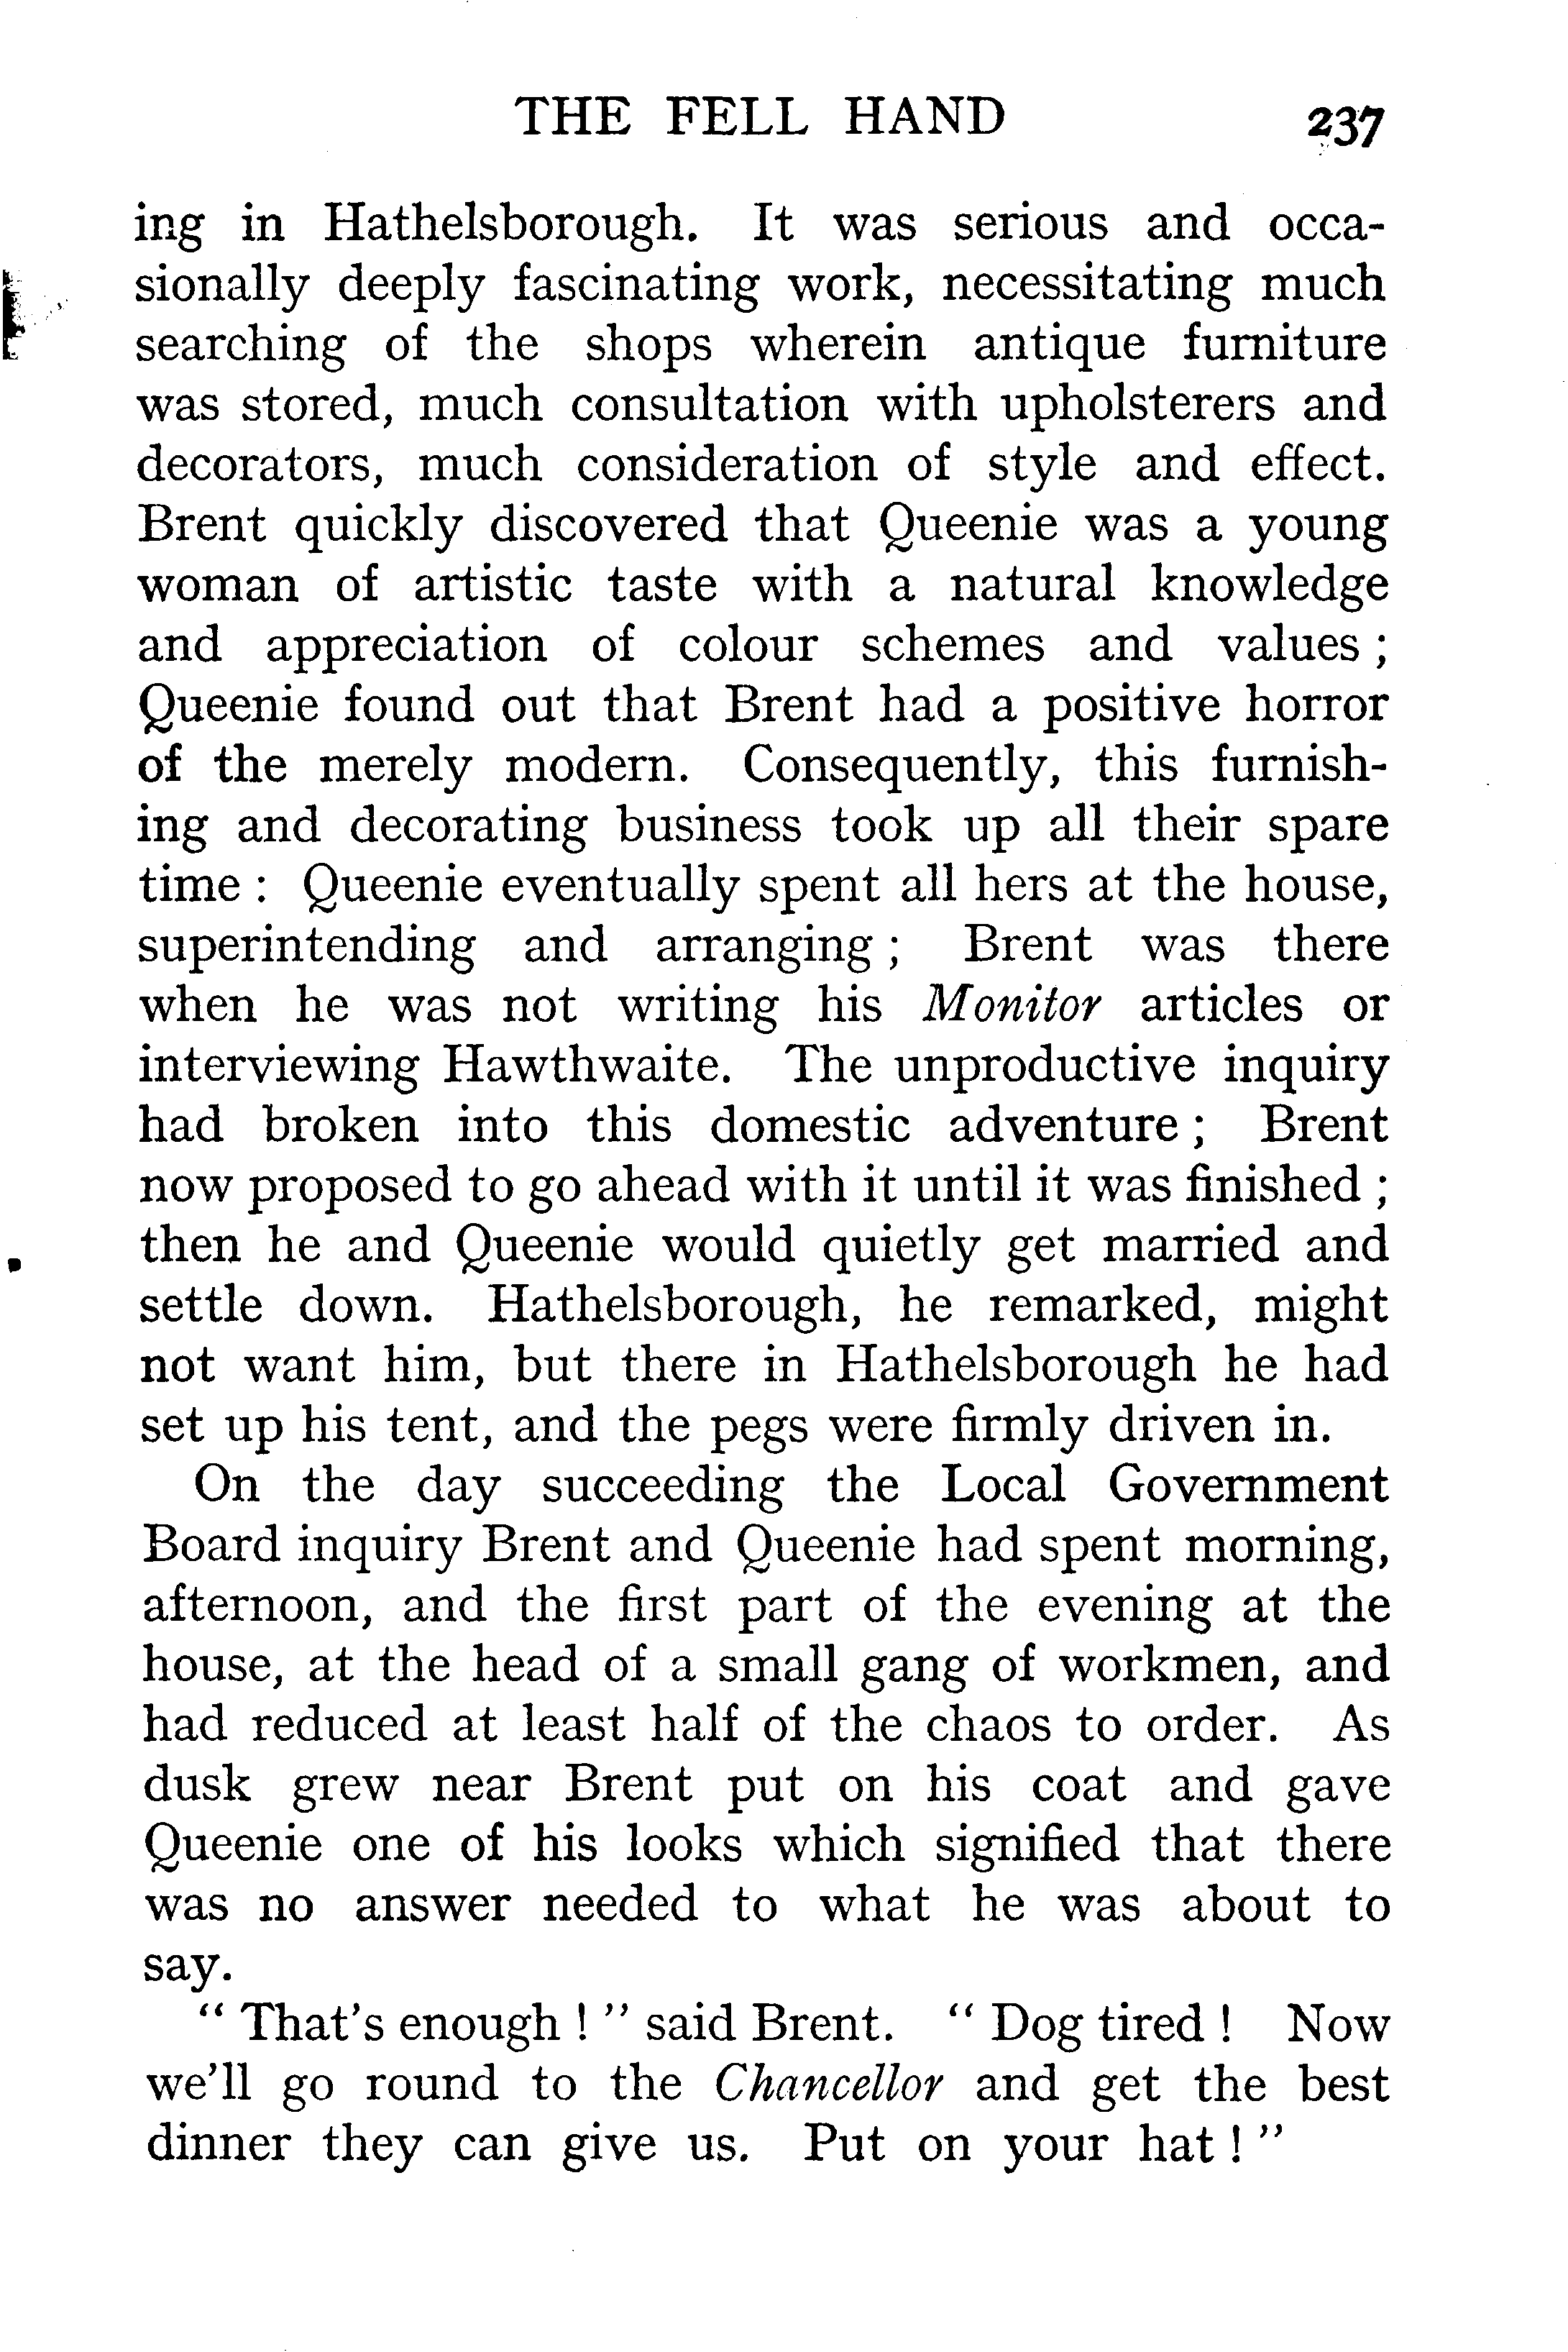 THE FELL HAND 237
ing in Hathelsborough. It was serious and occa-
sionally deeply fascinating work, necessitating much
searching of the shops wherein antique furniture
was stored, much consultation with upholsterers and
decorators, much consideration of style and effect.
Brent quickly discovered that Queenie was a young
woman of artistic taste with a natural knowledge
and appreciation of colour schemes and values ;
Queenie found out that Brent had a positive horror
of the merely modern. Consequently, this furnish-
ing and decorating business took up all their spare
time : Queenie eventually spent all hers at the house,
superintending and arranging ; Brent was there
when he was not writing his Monitor articles or
interviewing Hawthwaite. The unproductive inquiry
had broken into this domestic adventure ; Brent
now proposed to go ahead with it until it was finished ;
then he and Queenie would quietly get married and
settle down. Hathelsborough, he remarked, might
not want him, but there in Hathelsborough he had
set up his tent, and the pegs were firmly driven in.
On the day succeeding the Local Government
Board inquiry Brent and Queenie had spent morning,
afternoon, and the first part of the evening at the
house, at the head of a small gang of workmen, and
had reduced at least half of the chaos to order. As
dusk grew near Brent put on his coat and gave
Queenie one of his looks which signified that there
was no answer needed to what he was about to
say.
“ That’s enough ! ” said Brent. “ Dog tired ! Now
we’ll go round to the Chancellor and get the best
dinner they can give us. Put on your hat ! ”